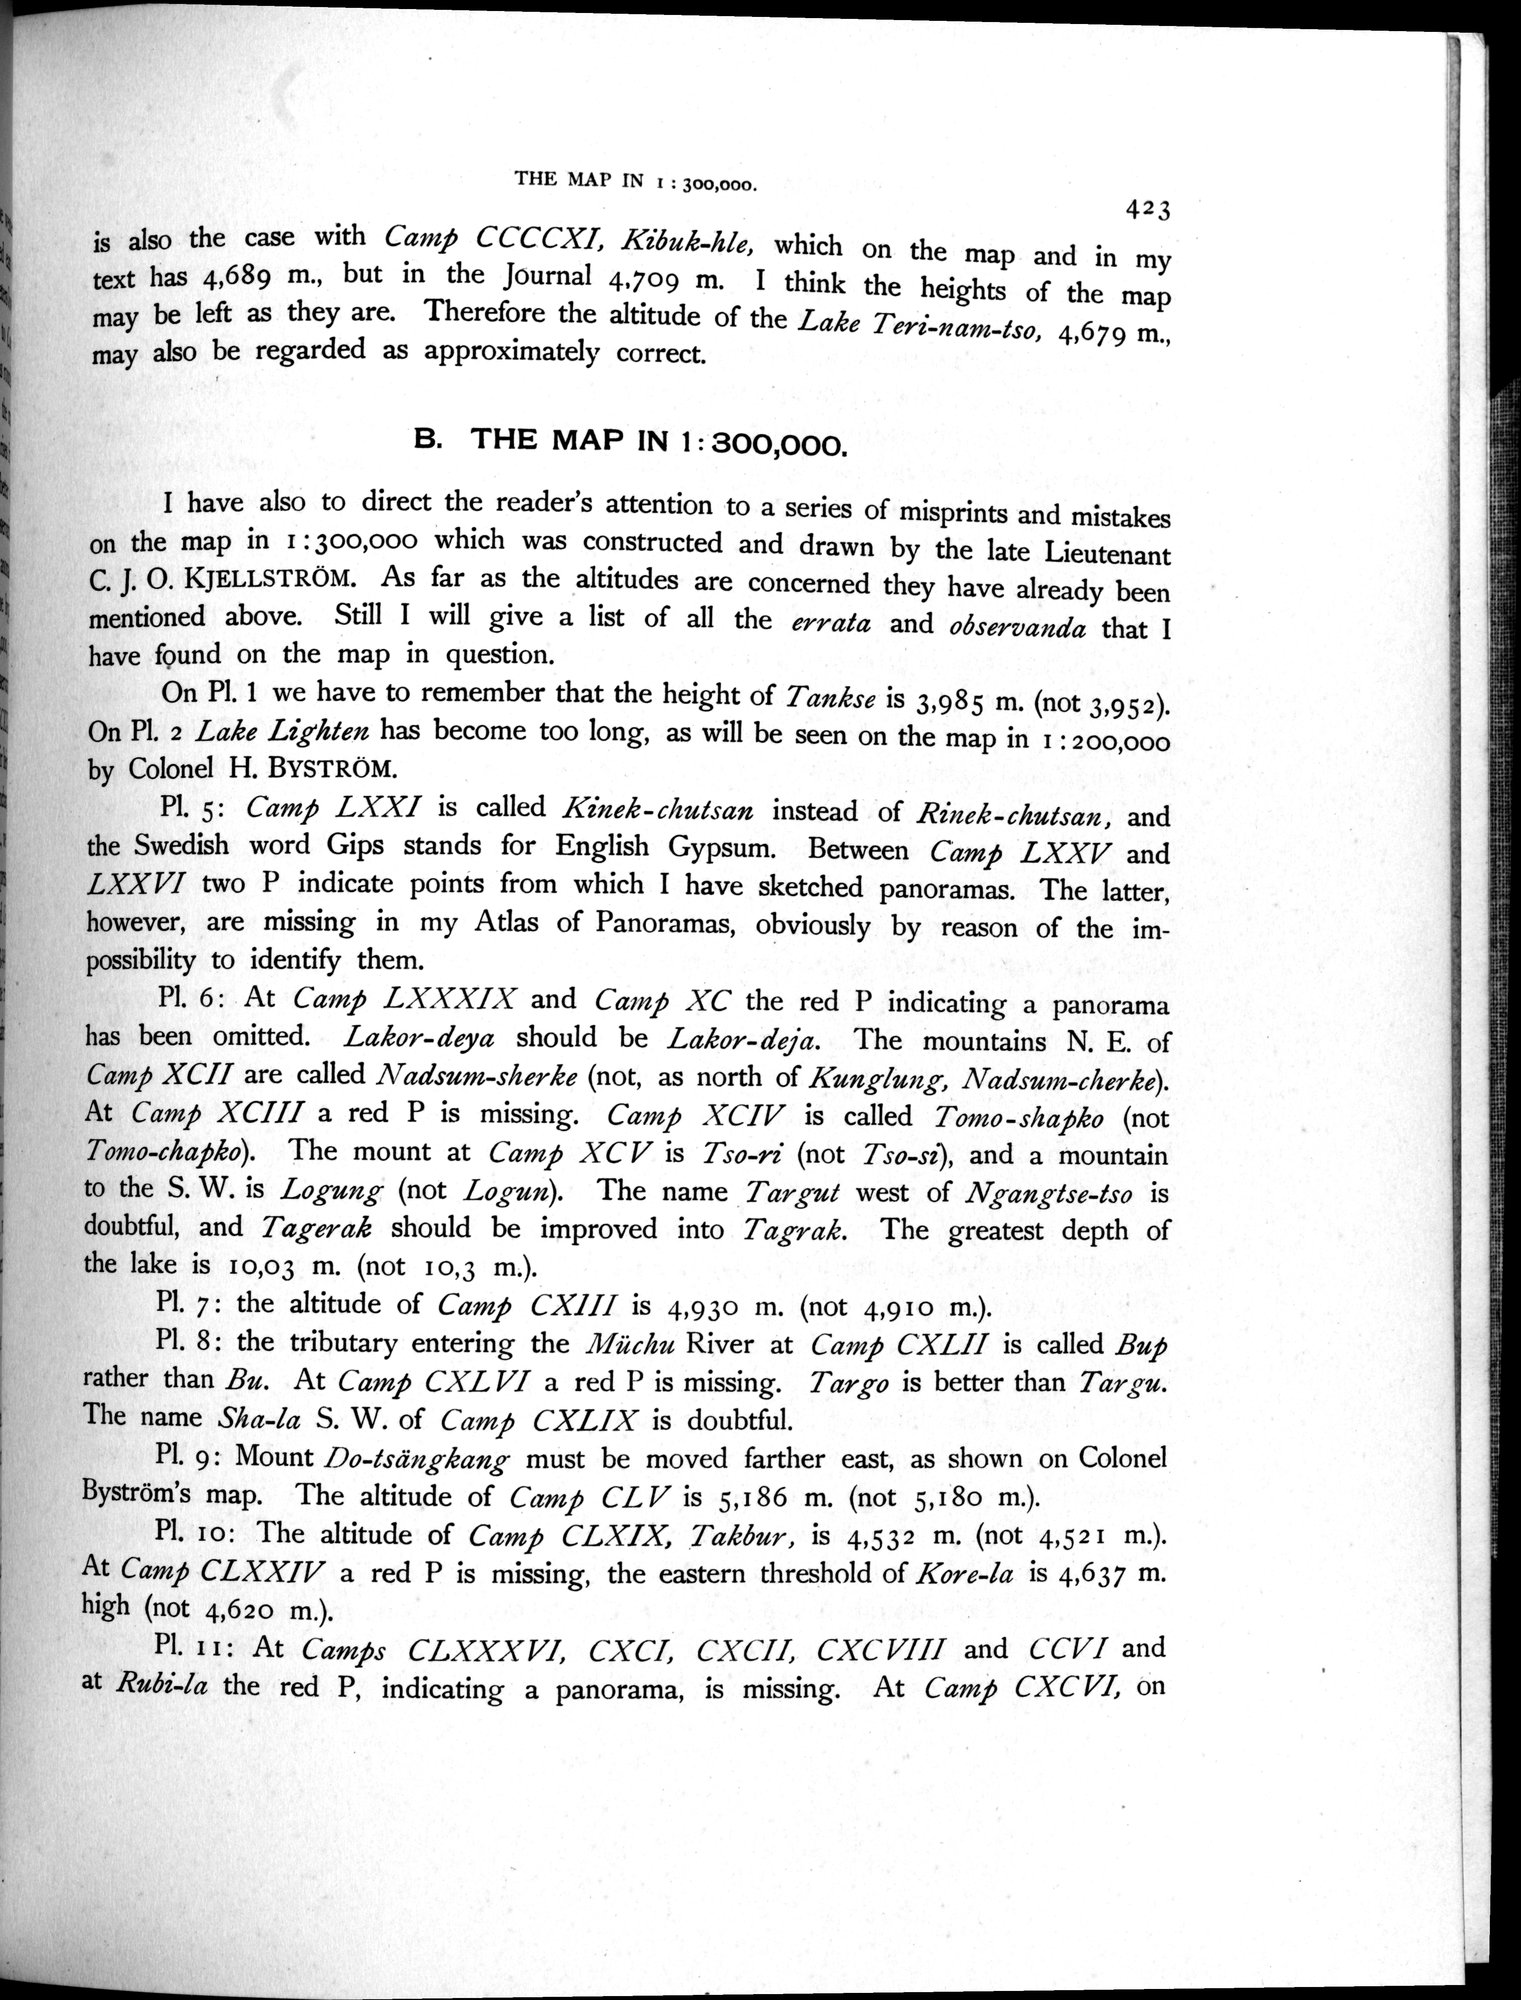 THE MAP IN 1 : 300,000.
423
is also the case with Camp CCCCXI, Kibuk-hle, which on the map and in my
text has 4,689 m., but in the Journal 4,709 m. I think the heights of the map
may be left as they are. Therefore the altitude of the Lake Teri-nam-tso, 4,679 m.,
may also be regarded as approximately correct.
B. THE MAP IN 1 : 300,000.
I have also to direct the reader's attention to a series of misprints and mistakes
on the map in 1 : 300,000 which was constructed and drawn by the late Lieutenant
C. J. O. KJELLSTRÖM. As far as the altitudes are concerned they have already been
mentioned above. Still I will give a list of all the errata and observanda that I
have found on the map in question.
On Pl. 1 we have to remember that the height of Tankse is 3,985 m. (not 3,952).
On Pl. 2 Lake Lighten has become too long, as will be seen on the map in 1 : 200,000
by Colonel H. BYSTRÖM.
Pl. 5: Camp LXXI is called Kinek-chutsan instead of Rinek-chutsan, and
the Swedish word Gips stands for English Gypsum. Between Camp LXXV and
LXXVI two P indicate points from which I have sketched panoramas. The latter,
however, are missing in my Atlas of Panoramas, obviously by reason of the im-
possibility to identify them.
Pl. 6: At Camp LXXXIX and Camp XC the red P indicating a panorama
has been omitted. Lakor-deya should be Lakor-deja. The mountains N. E. of
Camp XCII are called Nadsum-sherke (not, as north of Kunglung, Nadsum-cherke).
At Camp XCIII a red P is missing. Camp XCIV is called Tomo-shapko (not
Tomo-chapko). The mount at Camp XCV is Tso-ri (not Tso-si), and a mountain
to the S. W. is Logung (not Logun). The name Targut west of Ngangtse-tso is
doubtful, and Tagerak should be improved into Tagrak. The greatest depth of
the lake is 10,03 m. (not 10,3 m.).
Pl. 7: the altitude of Camp CXIII is 4,930 m. (not 4,910 m.).
Pl. 8: the tributary entering the Müchu River at Camp CXLII is called Bup
rather than Bu. At Camp CXLVI a red P is missing. Targo is better than Targu.
The name Sha-la S. W. of Camp CXLIX is doubtful.
Pl. 9: Mount Do-tsängkang must be moved farther east, as shown on Colonel
Byström's map. The altitude of Camp CLV is 5,186 m. (not 5,180 m.).
Pl. 10: The altitude of Camp CLXIX, Takbur, is 4,532 m. (not 4,521 m.).
At Camp CLXXIV a red P is missing, the eastern threshold of Kore-la is 4,637 m.
high (not 4,620 m.).
Pl. 11: At Camps CLXXXVI, CXCI, CXCII, CXCVIII and CCVI and
at Rubi-la the red P, indicating a panorama, is missing. At Camp CXCVI, on